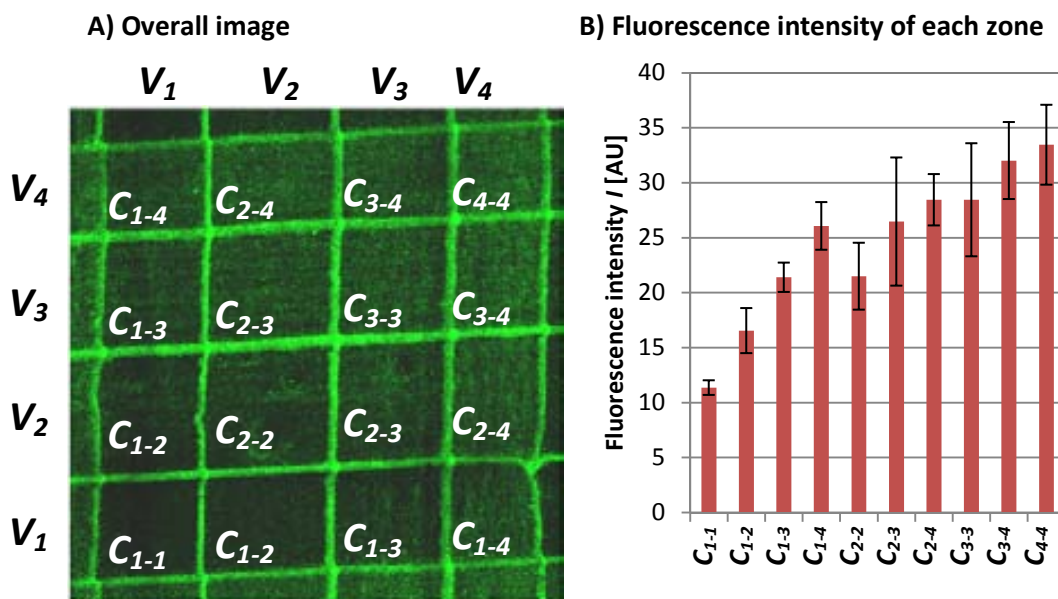 A) Overall image
V1 V2 V3 V4
V4
C1-4 C2-4 C3-4 C4-4
V3
C1-3 C2-3 C3-3 C3-4
V2
C1-2 C2-2 C2-3 C2-4
V1
C1-1 C1-2 C1-3 C1-4
B) Fluorescence intensity of each zone
Fluorescence intensity I [AU]
40
35
30
25
20
15
10
5
0
C1-1 C1-2 C1-3 C1-4 C2-2 C2-3 C2-4 C3-3 C3-4 C4-4